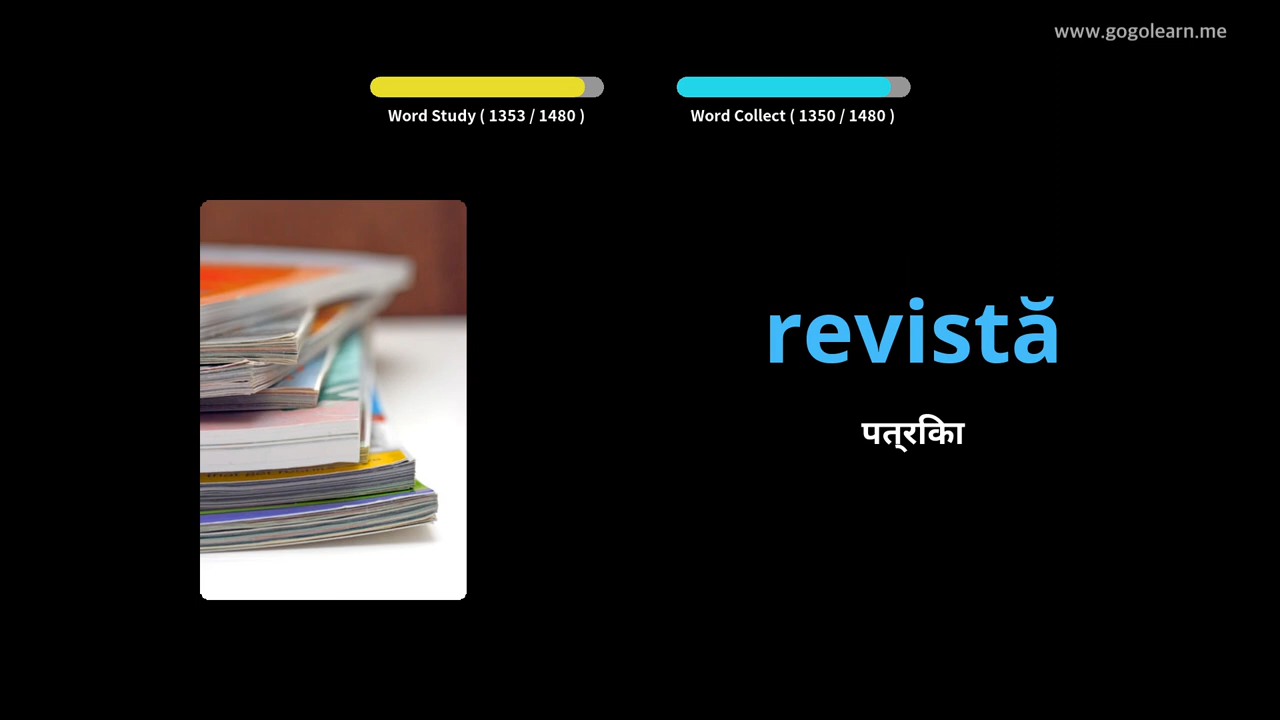 www.gogolearn.me
Word Study ( 1353 / 1480 )
Word Collect ( 1350 / 1480 )
revistă
पत्रिका